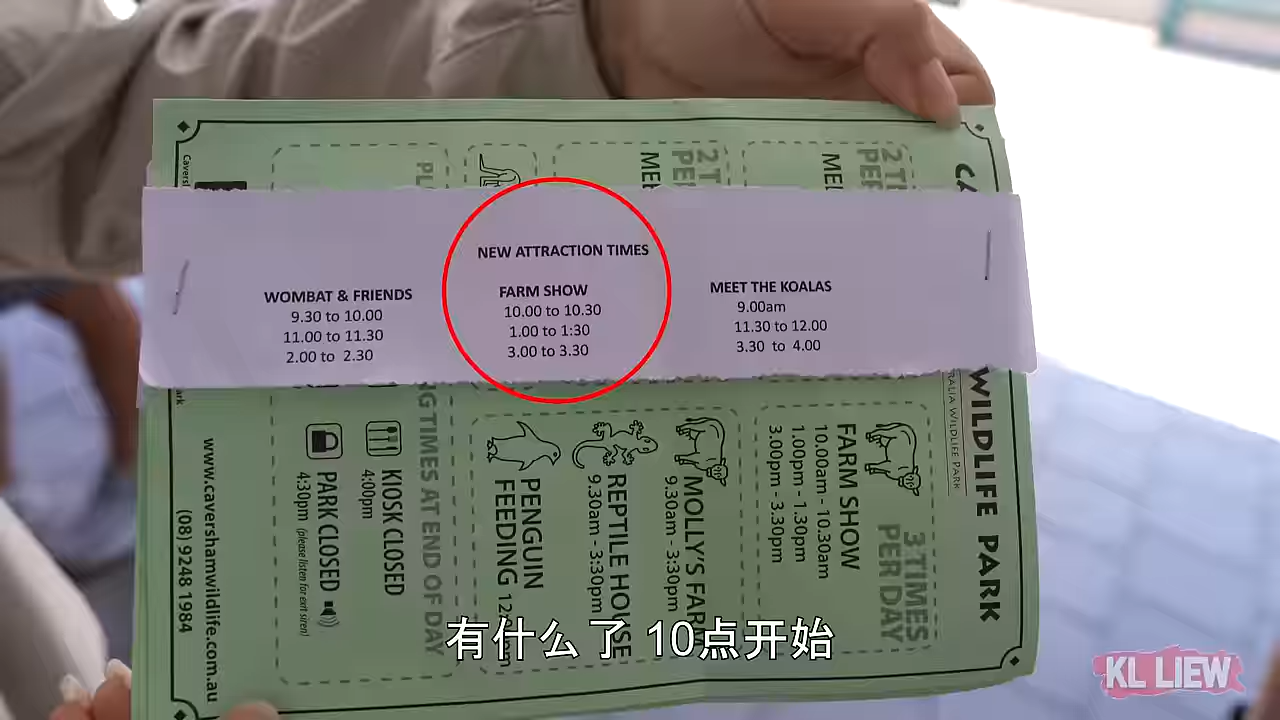 NEW ATTRACTION TIMES
WOMBAT & FRIENDS
9.30 to 10.00
11.00 to 11.30
2.00 to 2.30
FARM SHOW
10.00 to 10.30
1.00 to 1:30
3.00 to 3.30
MEET THE KOALAS
9.00am
11.30 to 12.00
3.30 to 4.00
WILDLIFE PARK
3 TIMES
PER DAY
FARM SHOW
10.00am - 10.30am
1.00pm - 1.30pm
3.00pm - 3.30pm
MOLLY'S FARM
9.30am - 3:30pm
REPTILE HOUSE
9.30am - 3:30pm
PENGUIN
FEEDING
TIMES AT END OF DAY
KIOSK CLOSED
4:00pm
PARK CLOSED
4:30pm (please listen for exit siren)
www.cavershamwildlife.com.au
(08) 9248 1984
有什么了 10点开始
KL LIEW